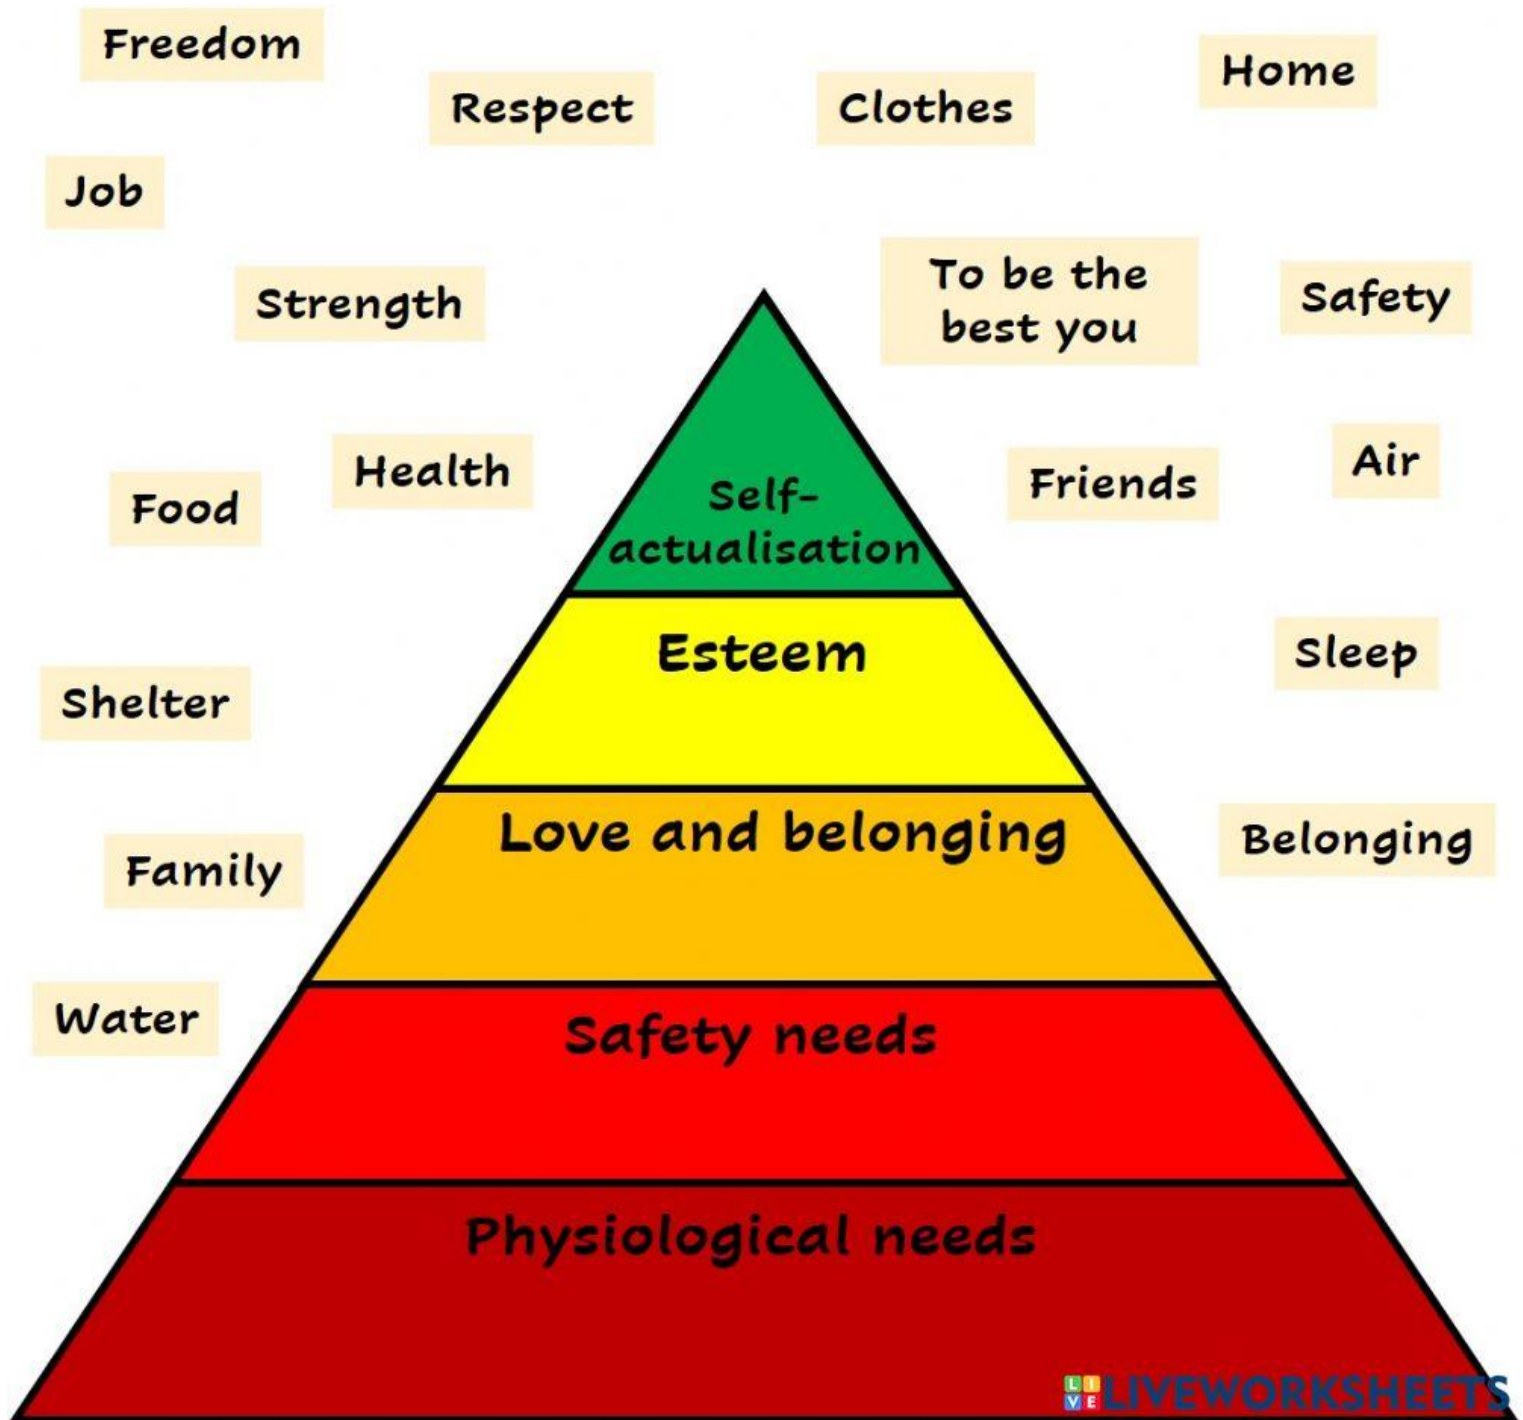 Freedom
Home
Respect
Clothes
Job
To be the
best you
Strength
Safety
Health
Air
Friends
Food
Self-
actualisation
Esteem
Sleep
Shelter
Love and belonging
Belonging
Family
Water
Safety needs
Physiological needs
LIVE LIVEWORKSHEETS